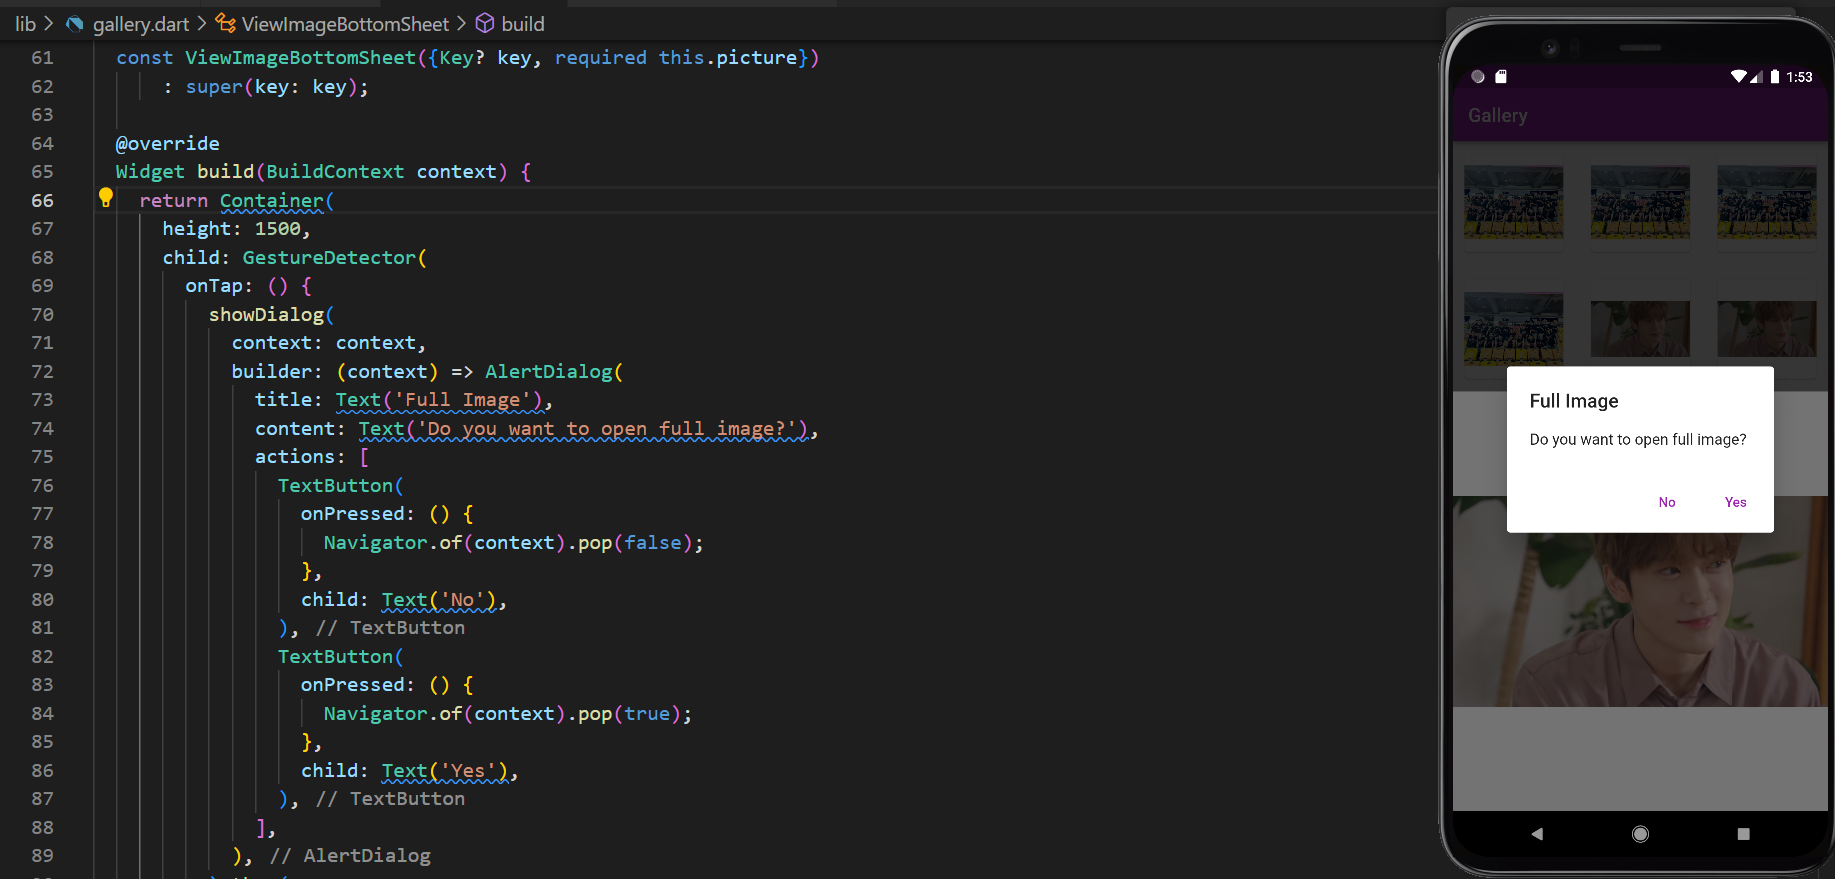 lib > gallery.dart > ViewImageBottomSheet > build
61 const ViewImageBottomSheet({Key? key, required this.picture})
62 : super(key: key);
63
64 @override
65 Widget build(BuildContext context) {
66 return Container(
67 height: 1500,
68 child: GestureDetector(
69 onTap: () {
70 showDialog(
71 context: context,
72 builder: (context) => AlertDialog(
73 title: Text('Full Image'),
74 content: Text('Do you want to open full image?'),
75 actions: [
76 TextButton(
77 onPressed: () {
78 Navigator.of(context).pop(false);
79 },
80 child: Text('No'),
81 ), // TextButton
82 TextButton(
83 onPressed: () {
84 Navigator.of(context).pop(true);
85 },
86 child: Text('Yes'),
87 ), // TextButton
88 ],
89 ), // AlertDialog
1:53
Gallery
Full Image
Do you want to open full image?
No Yes